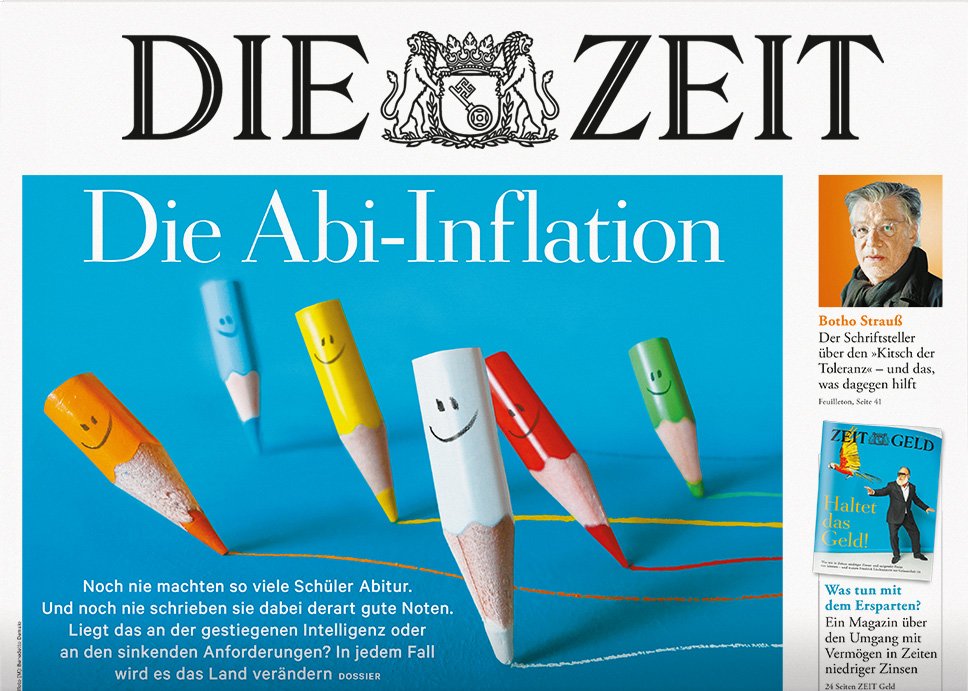 DIE ZEIT
Die Abi-Inflation
Noch nie machten so viele Schüler Abitur.
Und noch nie schrieben sie dabei derart gute Noten.
Liegt das an der gestiegenen Intelligenz oder
an den sinkenden Anforderungen? In jedem Fall
wird es das Land verändern DOSSIER
Botho Strauß
Der Schriftsteller
über den »Kitsch der
Toleranz« – und das,
was dagegen hilft
Feuilleton, Seite 41
ZEIT GELD
Haltet
das
Geld!
Was tun mit
dem Ersparten?
Ein Magazin über
den Umgang mit
Vermögen in Zeiten
niedriger Zinsen
24 Seiten ZEIT Geld